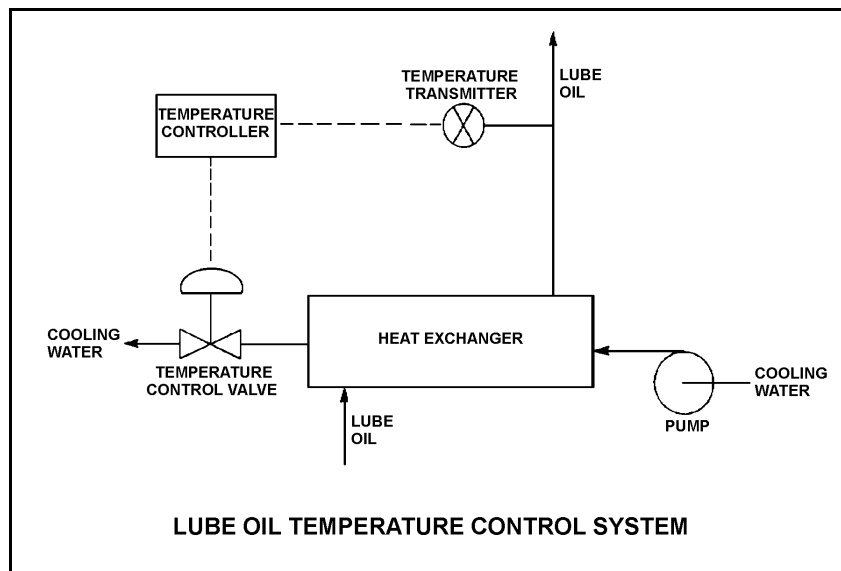 LUBE
OIL
TEMPERATURE
TRANSMITTER
TEMPERATURE
CONTROLLER
COOLING
WATER
TEMPERATURE
CONTROL VALVE
HEAT EXCHANGER
COOLING
WATER
PUMP
LUBE
OIL
LUBE OIL TEMPERATURE CONTROL SYSTEM